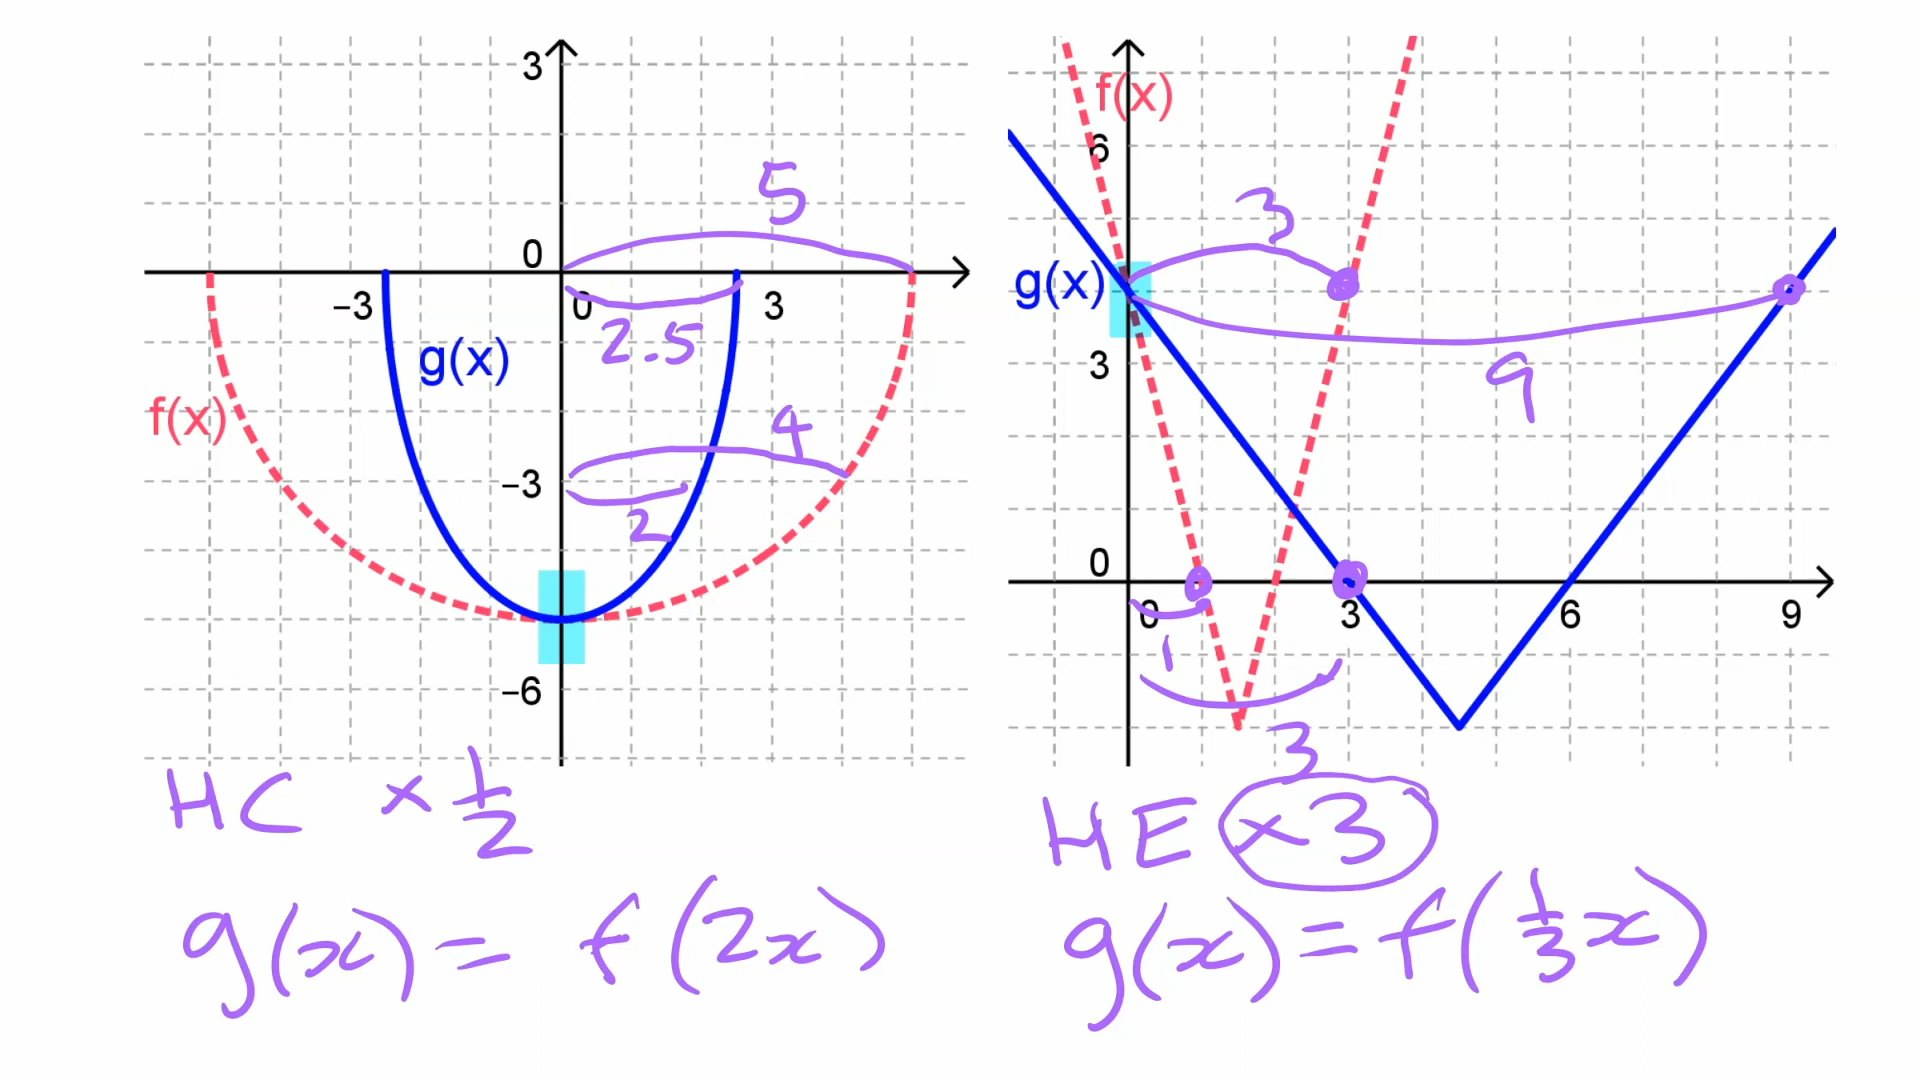 3
5
0
−3
0
3
2.5
g(x)
f(x)
4
−3
2
−6
HC × 1/2
g(x) = f(2x)
f(x)
6
3
g(x)
3
9
0
0
3
6
9
1
3
HE ×3
g(x) = f(1/3 x)